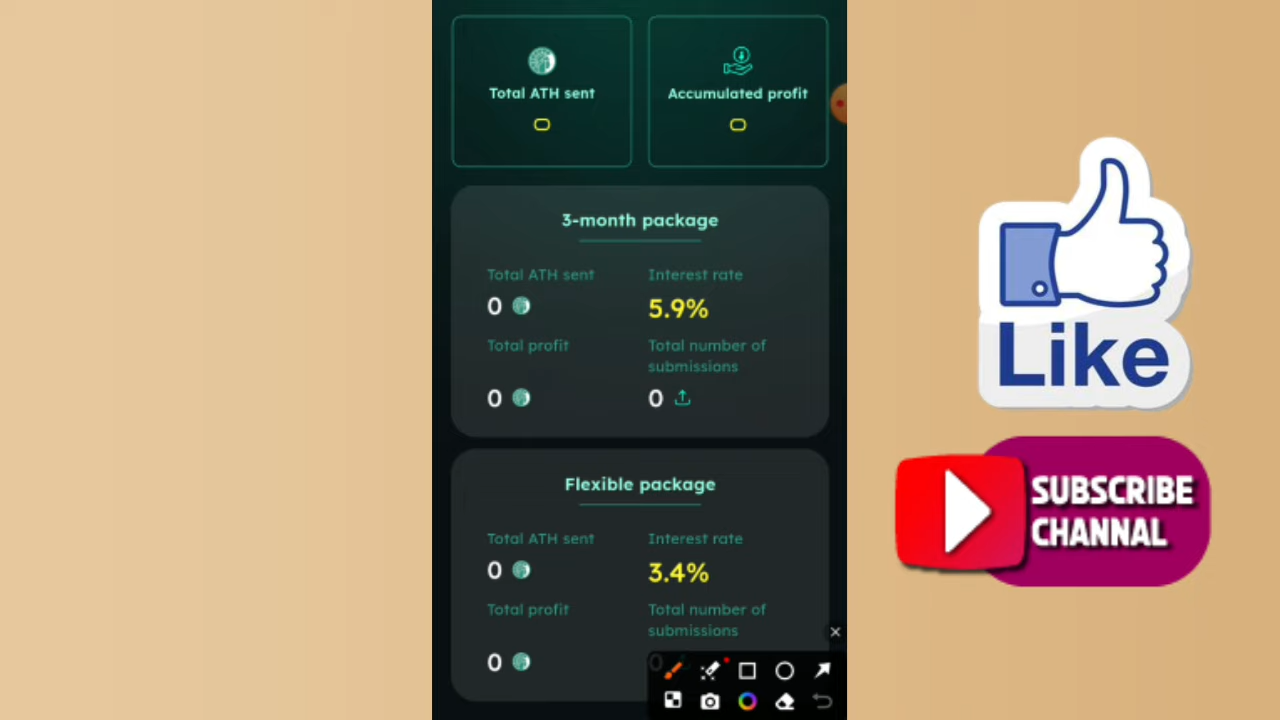 Total ATH sent
Accumulated profit
3-month package
Total ATH sent
Interest rate
0
5.9%
Total profit
Total number of
submissions
0
0
Flexible package
Total ATH sent
Interest rate
0
3.4%
Total profit
Total number of
submissions
0
0
Like
SUBSCRIBE
CHANNAL